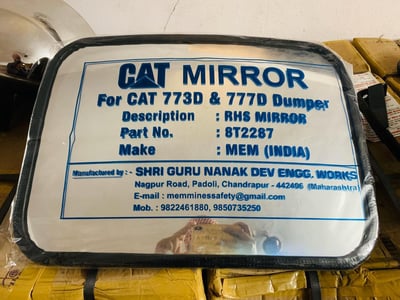 CAT MIRROR
For CAT 773D & 777D Dumper
Description : RHS MIRROR
Part No. : 8T2287
Make : MEM (INDIA)
Manufactured by : - SHRI GURU NANAK DEV ENGG. WORKS
Nagpur Road, Padoli, Chandrapur - 442406 (Maharashtra)
E-mail : memminessafety@gmail.com
Mob. : 9822461880, 9850735250